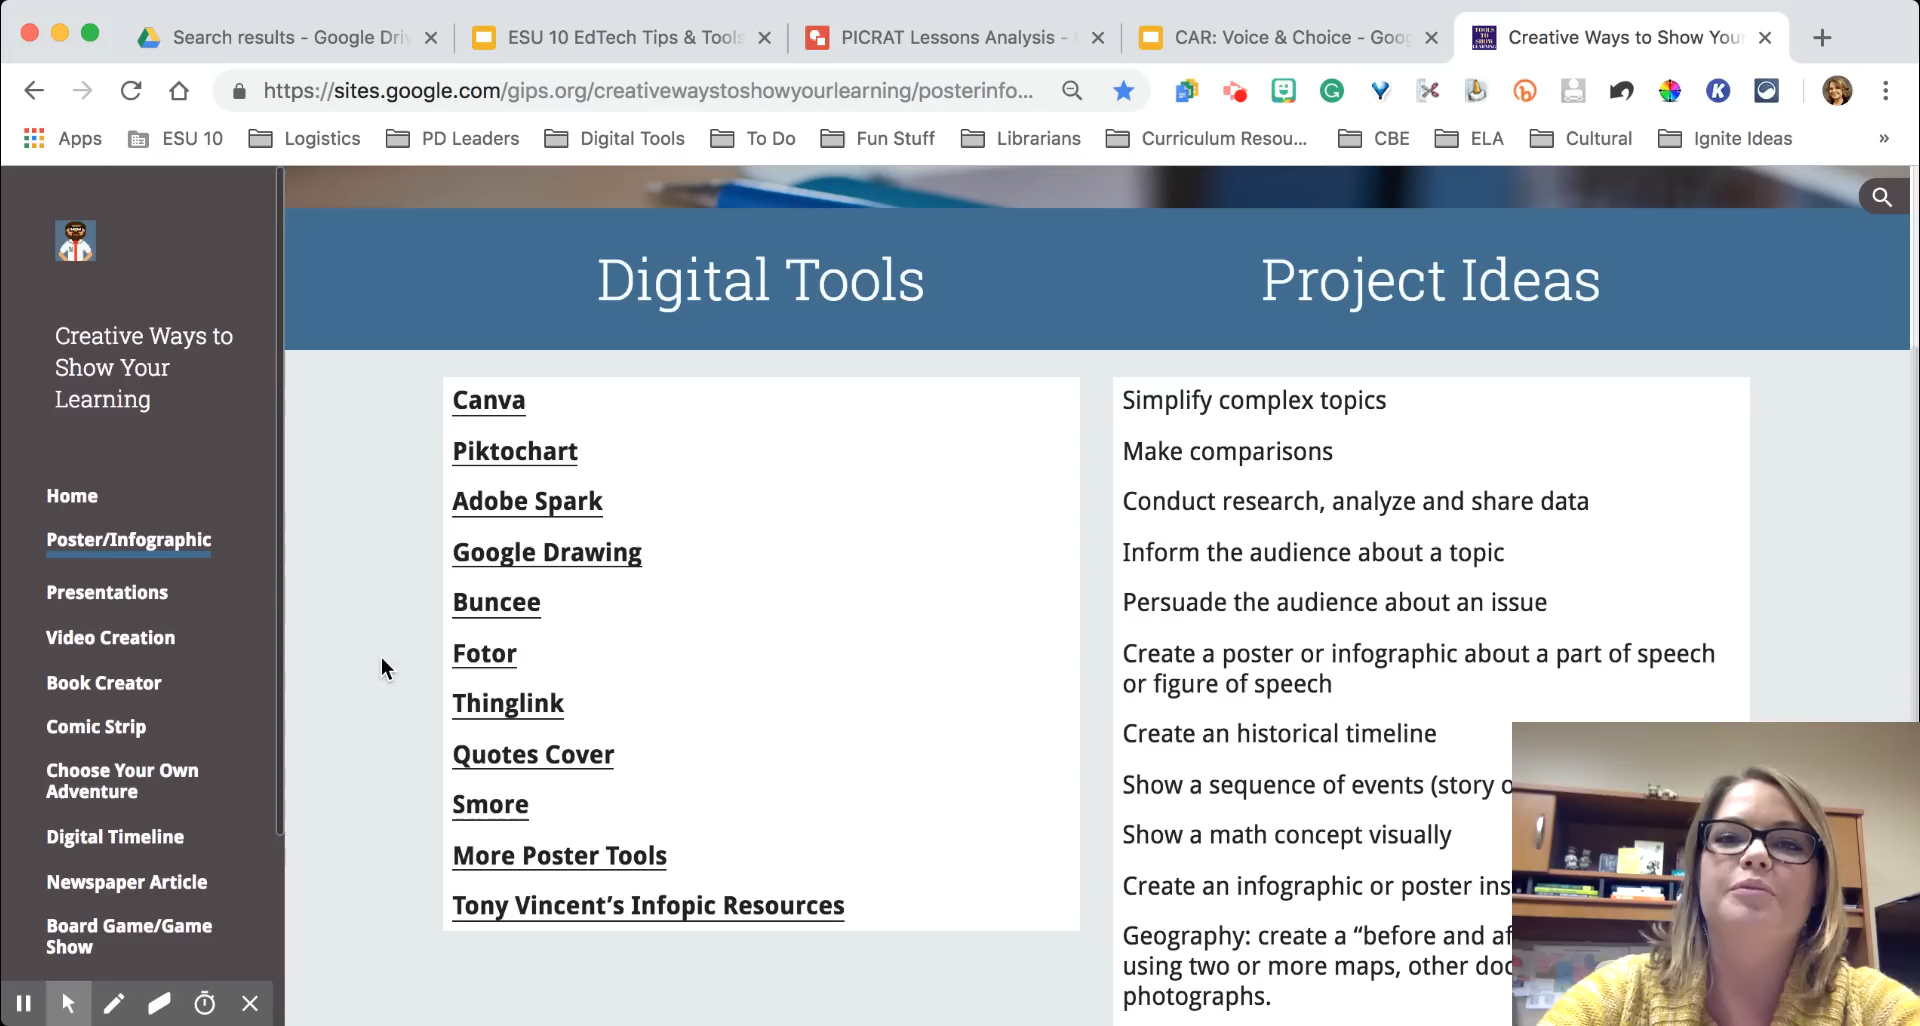 Search results - Google Driv
ESU 10 EdTech Tips & Tools
PICRAT Lessons Analysis -
CAR: Voice & Choice - Goog
Creative Ways to Show Your
https://sites.google.com/gips.org/creativewaystoshowyourlearning/posterinfo...
Apps
ESU 10
Logistics
PD Leaders
Digital Tools
To Do
Fun Stuff
Librarians
Curriculum Resou...
CBE
ELA
Cultural
Ignite Ideas
»
Creative Ways to
Show Your
Learning
Home
Poster/Infographic
Presentations
Video Creation
Book Creator
Comic Strip
Choose Your Own
Adventure
Digital Timeline
Newspaper Article
Board Game/Game
Show
Digital Tools
Canva
Piktochart
Adobe Spark
Google Drawing
Buncee
Fotor
Thinglink
Quotes Cover
Smore
More Poster Tools
Tony Vincent’s Infopic Resources
Project Ideas
Simplify complex topics
Make comparisons
Conduct research, analyze and share data
Inform the audience about a topic
Persuade the audience about an issue
Create a poster or infographic about a part of speech
or figure of speech
Create an historical timeline
Show a sequence of events (story o
Show a math concept visually
Create an infographic or poster ins
Geography: create a “before and af
using two or more maps, other doc
photographs.